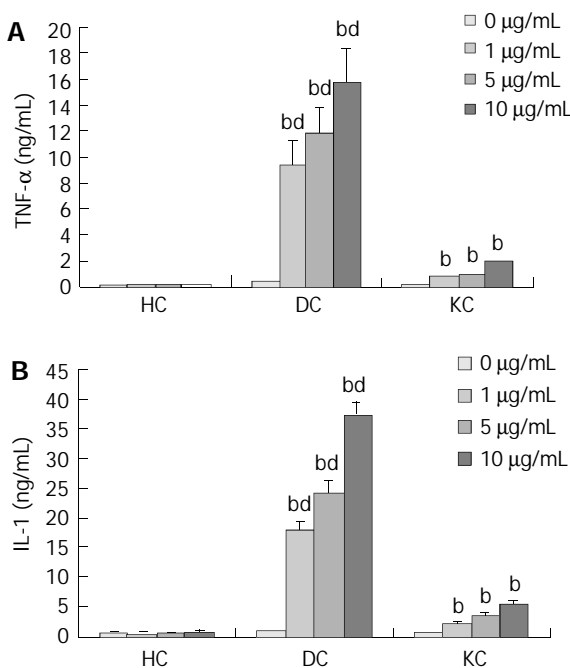 A
TNF-α (ng/mL)
20
18
16
14
12
10
8
6
4
2
0
bd
bd
bd
b
b
b
HC
DC
KC
0 μg/mL
1 μg/mL
5 μg/mL
10 μg/mL
B
IL-1 (ng/mL)
45
40
35
30
25
20
15
10
5
0
bd
bd
bd
b
b
b
HC
DC
KC
0 μg/mL
1 μg/mL
5 μg/mL
10 μg/mL